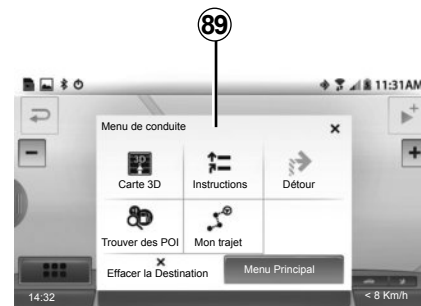 89
11:31AM
Menu de conduite
3D
Carte 3D
Instructions
Détour
Trouver des POI
Mon trajet
Effacer la Destination
Menu Principal
14:32
< 8 Km/h